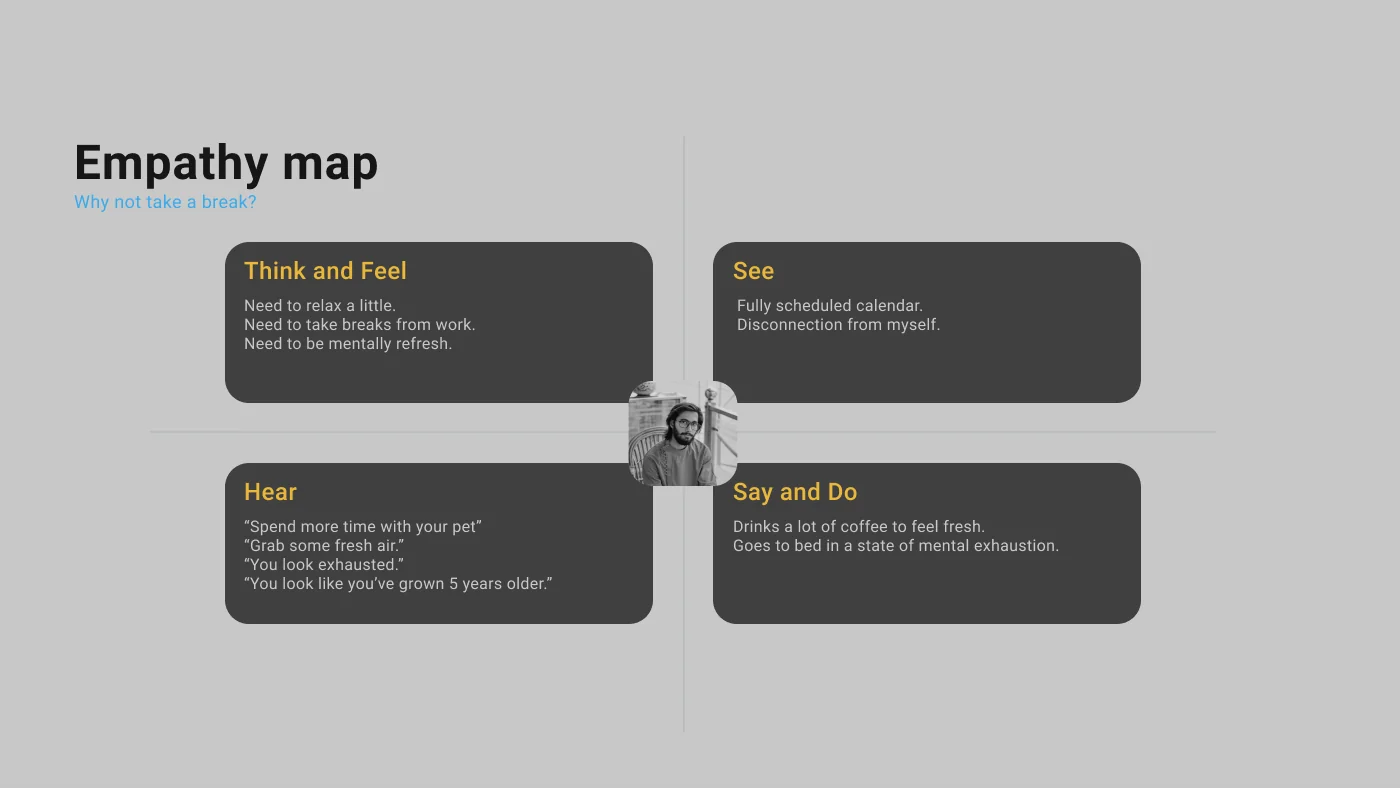 Empathy map
Why not take a break?
Think and Feel
Need to relax a little.
Need to take breaks from work.
Need to be mentally refresh.
See
Fully scheduled calendar.
Disconnection from myself.
Hear
“Spend more time with your pet”
“Grab some fresh air.”
“You look exhausted.”
“You look like you’ve grown 5 years older.”
Say and Do
Drinks a lot of coffee to feel fresh.
Goes to bed in a state of mental exhaustion.